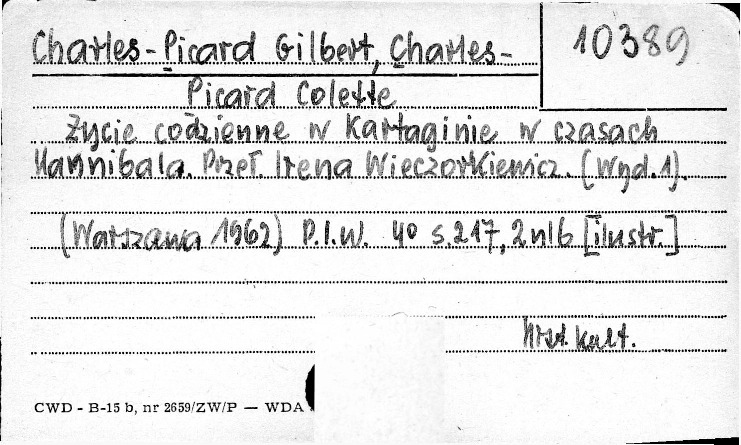 Charles-Picard Gilbert, Charles-
10389
Picard Colette
Życie codzienne w Kartaginie w czasach
Hannibala. Przeł. Irena Wieczorkiewicz. (Wyd.1).
(Warszawa 1962) P.I.W. 4° s.217, 2 nlb [ilustr.]
Hist. kult.
CWD - B-15 b, nr 2659/ZW/P — WDA